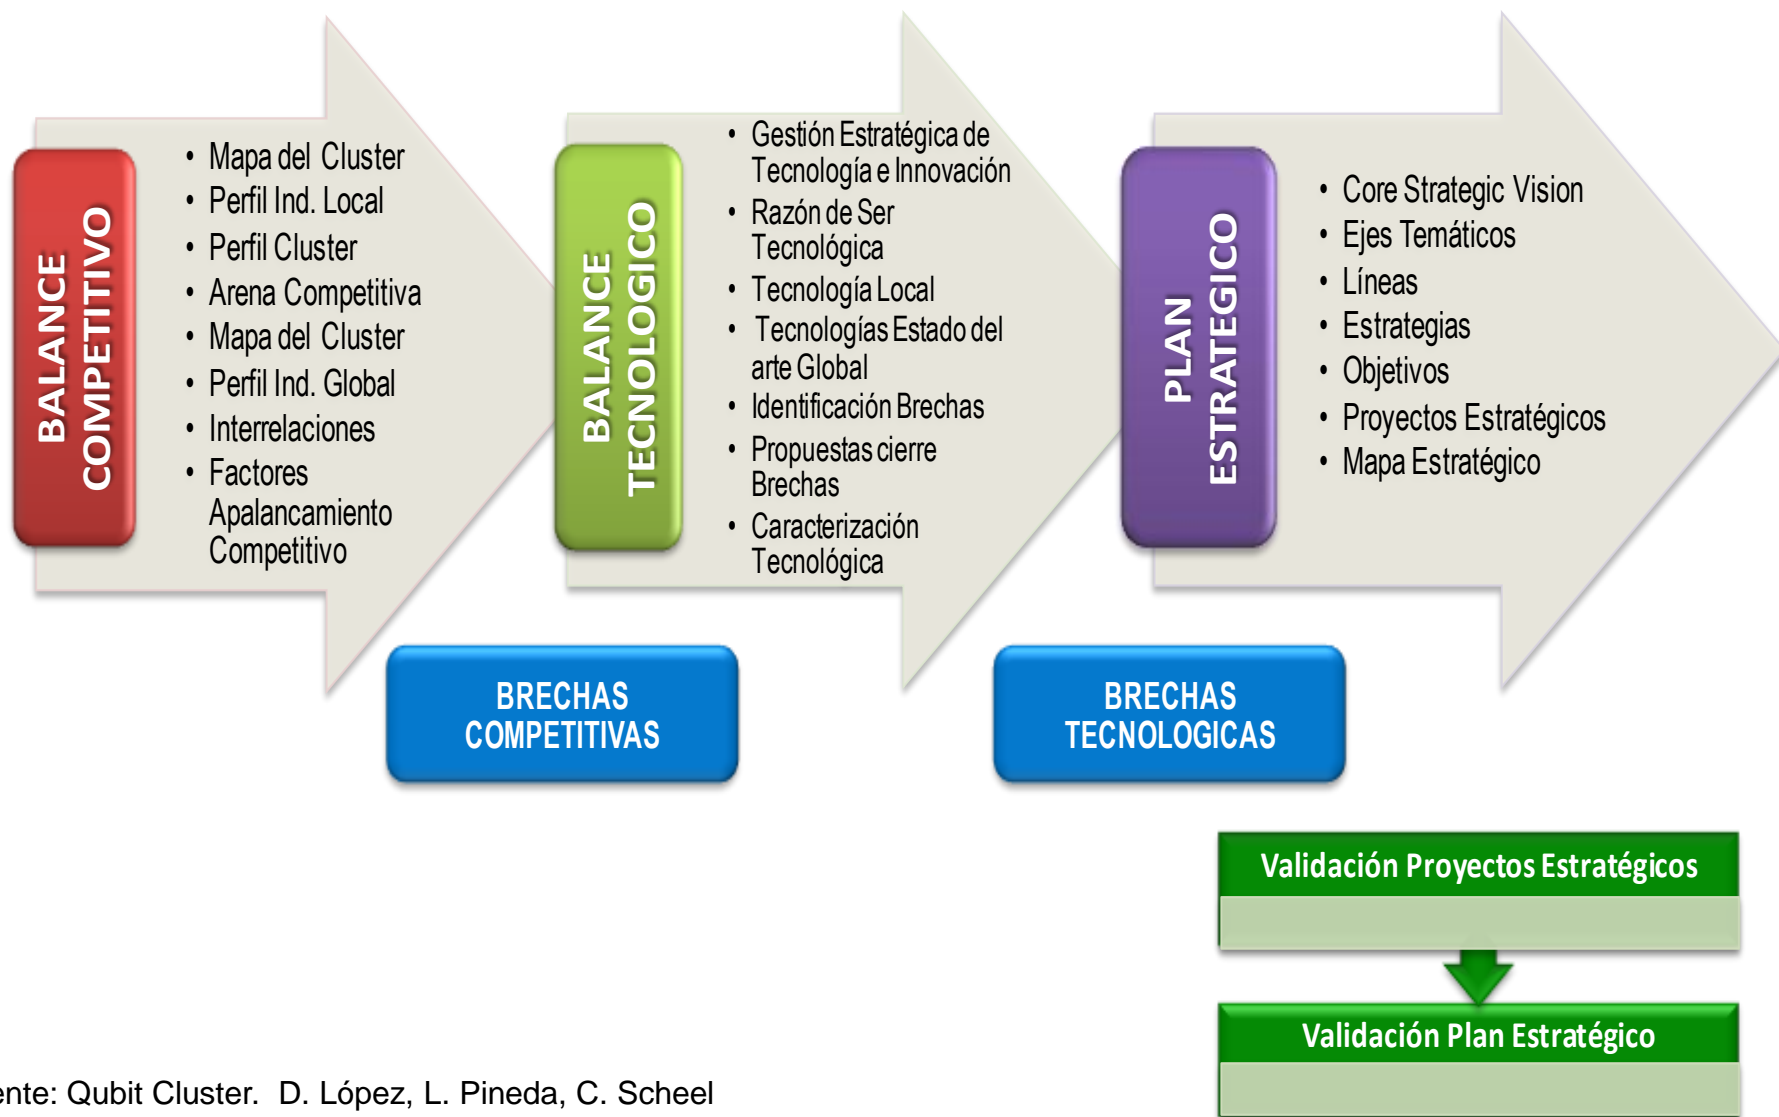 BALANCE
COMPETITIVO
• Mapa del Cluster
• Perfil Ind. Local
• Perfil Cluster
• Arena Competitiva
• Mapa del Cluster
• Perfil Ind. Global
• Interrelaciones
• Factores
Apalancamiento
Competitivo
BALANCE
TECNOLOGICO
• Gestión Estratégica de
Tecnología e Innovación
• Razón de Ser
Tecnológica
• Tecnología Local
• Tecnologías Estado del
arte Global
• Identificación Brechas
• Propuestas cierre
Brechas
• Caracterización
Tecnológica
PLAN
ESTRATEGICO
• Core Strategic Vision
• Ejes Temáticos
• Líneas
• Estrategias
• Objetivos
• Proyectos Estratégicos
• Mapa Estratégico
BRECHAS
COMPETITIVAS
BRECHAS
TECNOLOGICAS
Validación Proyectos Estratégicos
Validación Plan Estratégico
ente: Qubit Cluster. D. López, L. Pineda, C. Scheel